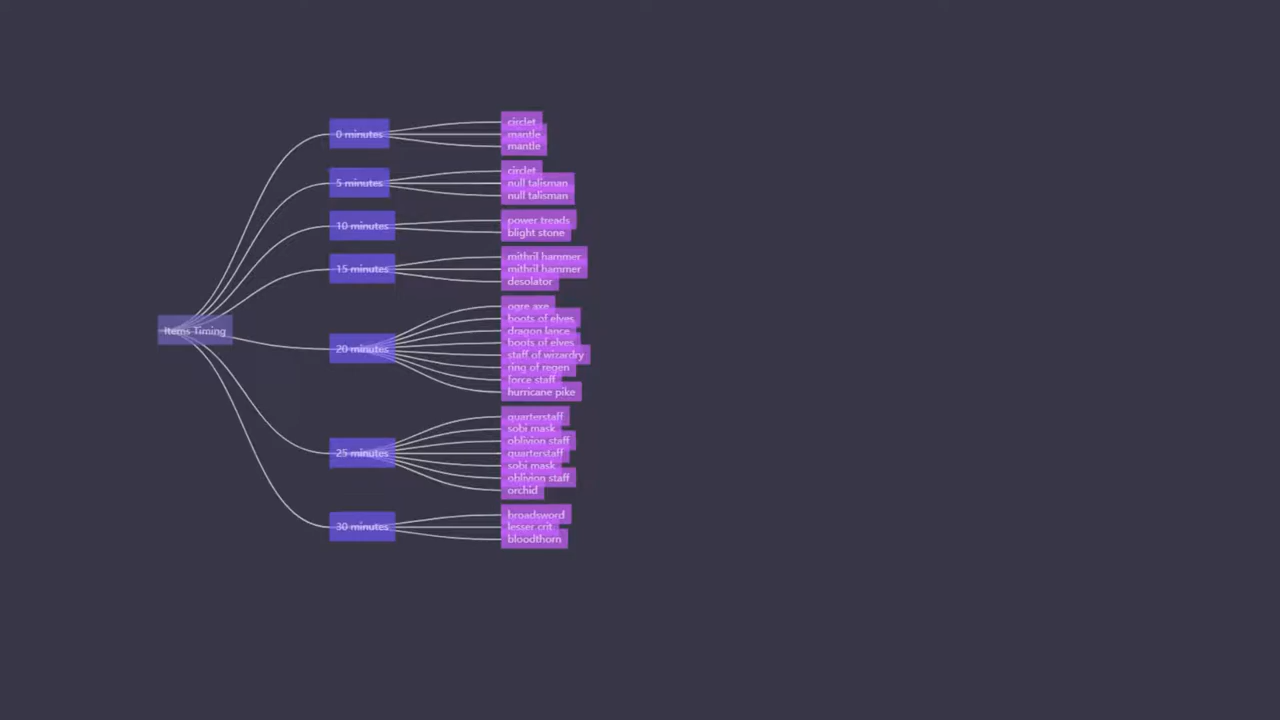 Items Timing
0 minutes
circlet
mantle
mantle
5 minutes
circlet
null talisman
null talisman
10 minutes
power treads
blight stone
15 minutes
mithril hammer
mithril hammer
desolator
20 minutes
ogre axe
boots of elves
dragon lance
boots of elves
staff of wizardry
ring of regen
force staff
hurricane pike
25 minutes
quarterstaff
sobi mask
oblivion staff
quarterstaff
sobi mask
oblivion staff
orchid
30 minutes
broadsword
lesser crit
bloodthorn